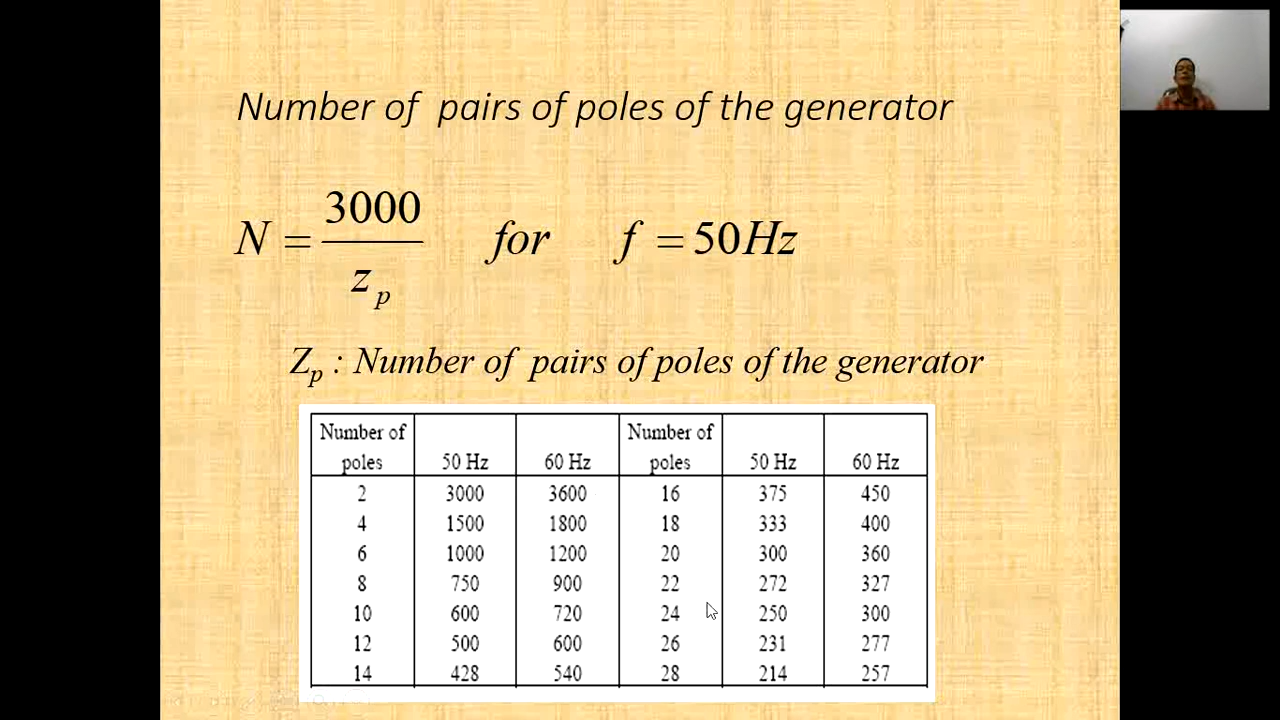 Number of pairs of poles of the generator
N = 3000 / z p for f = 50Hz
Zp : Number of pairs of poles of the generator
Number of poles 50 Hz 60 Hz Number of poles 50 Hz 60 Hz
2 3000 3600 16 375 450
4 1500 1800 18 333 400
6 1000 1200 20 300 360
8 750 900 22 272 327
10 600 720 24 250 300
12 500 600 26 231 277
14 428 540 28 214 257